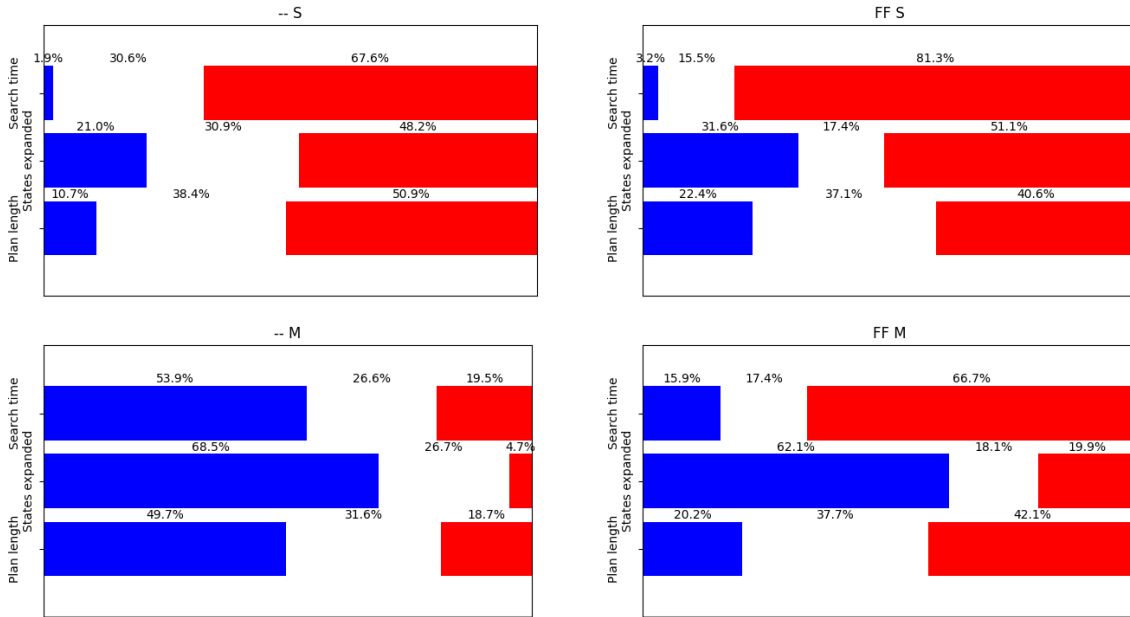 -- S
Search time
1.9% 30.6% 67.6%
States expanded
21.0% 30.9% 48.2%
Plan length
10.7% 38.4% 50.9%
FF S
Search time
3.2% 15.5% 81.3%
States expanded
31.6% 17.4% 51.1%
Plan length
22.4% 37.1% 40.6%
-- M
Search time
53.9% 26.6% 19.5%
States expanded
68.5% 26.7% 4.7%
Plan length
49.7% 31.6% 18.7%
FF M
Search time
15.9% 17.4% 66.7%
States expanded
62.1% 18.1% 19.9%
Plan length
20.2% 37.7% 42.1%